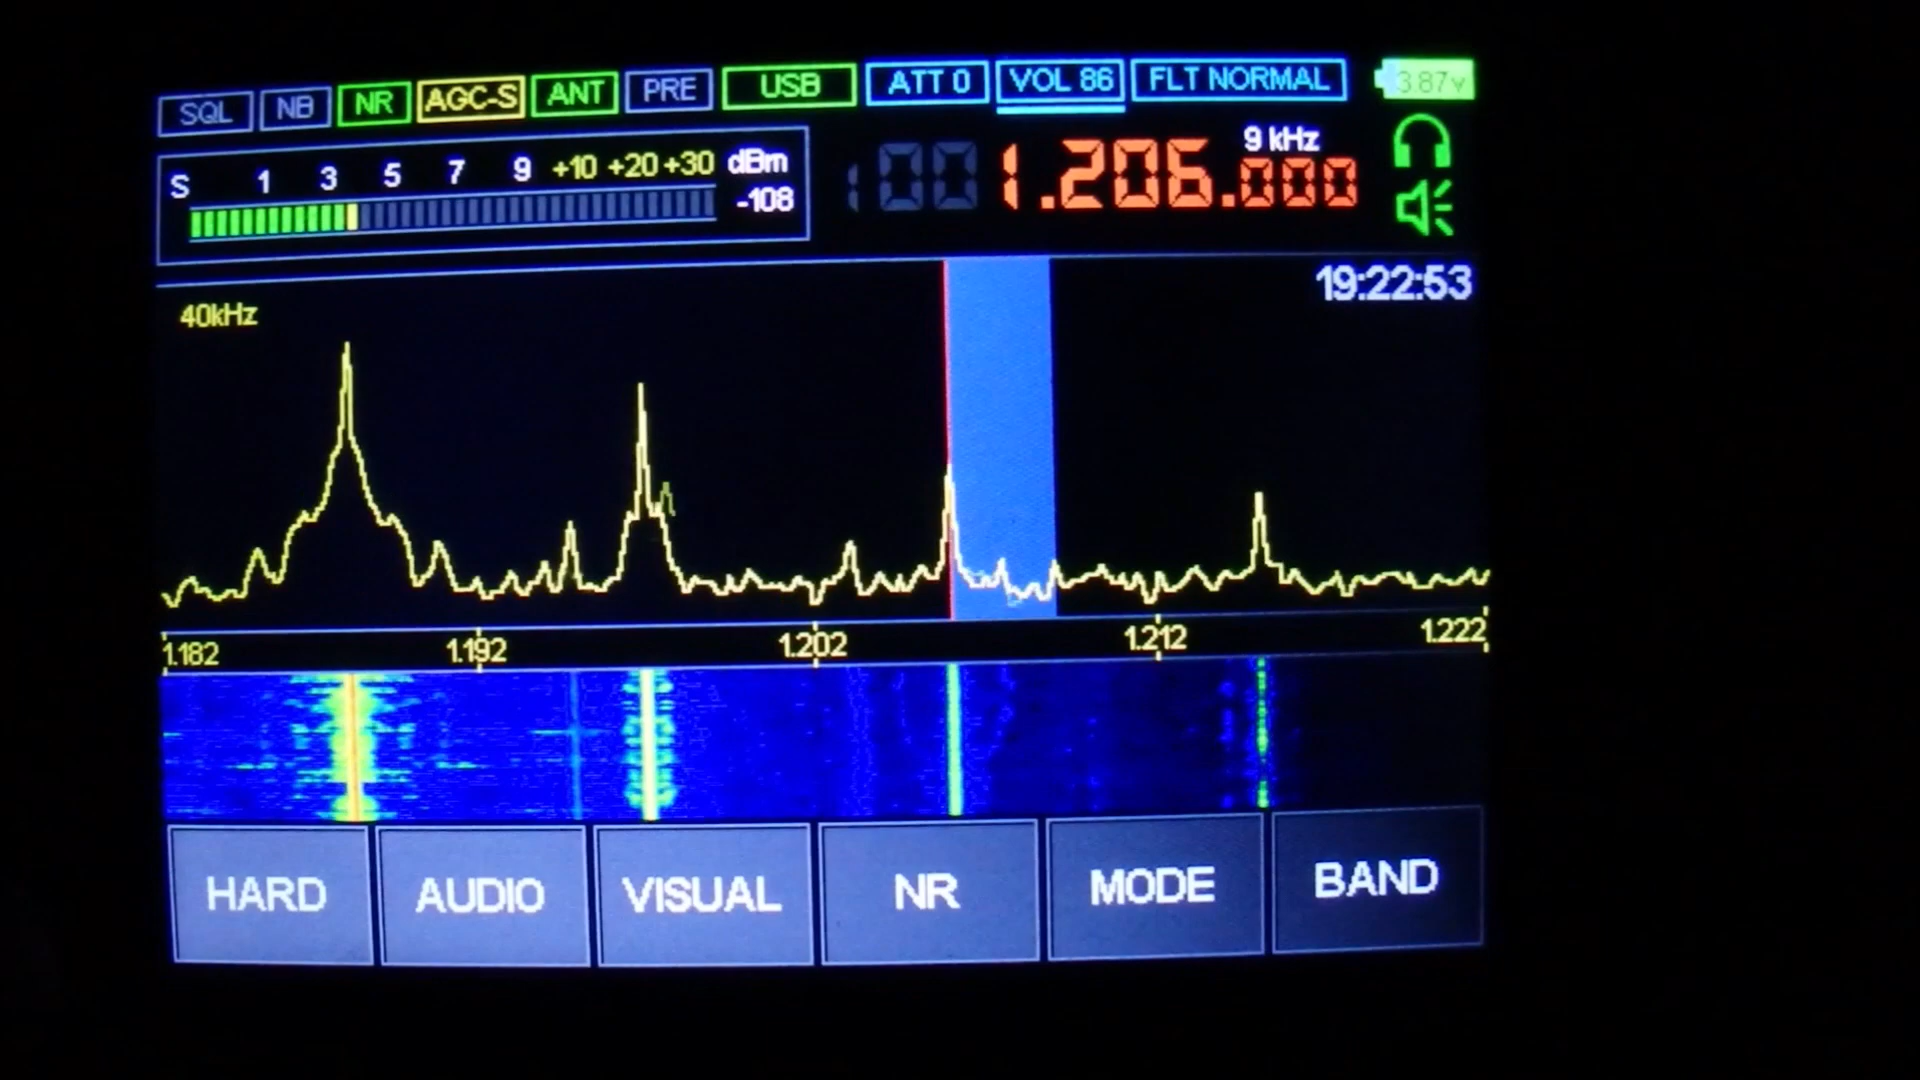 SQL NB NR AGC-S ANT PRE USB ATT 0 VOL 86 FLT NORMAL 3.87v
S 1 3 5 7 9 +10 +20 +30 dBm
-108
9 kHz
100 1.206.000
40kHz
19:22:53
1.182 1.192 1.202 1.212 1.222
HARD AUDIO VISUAL NR MODE BAND